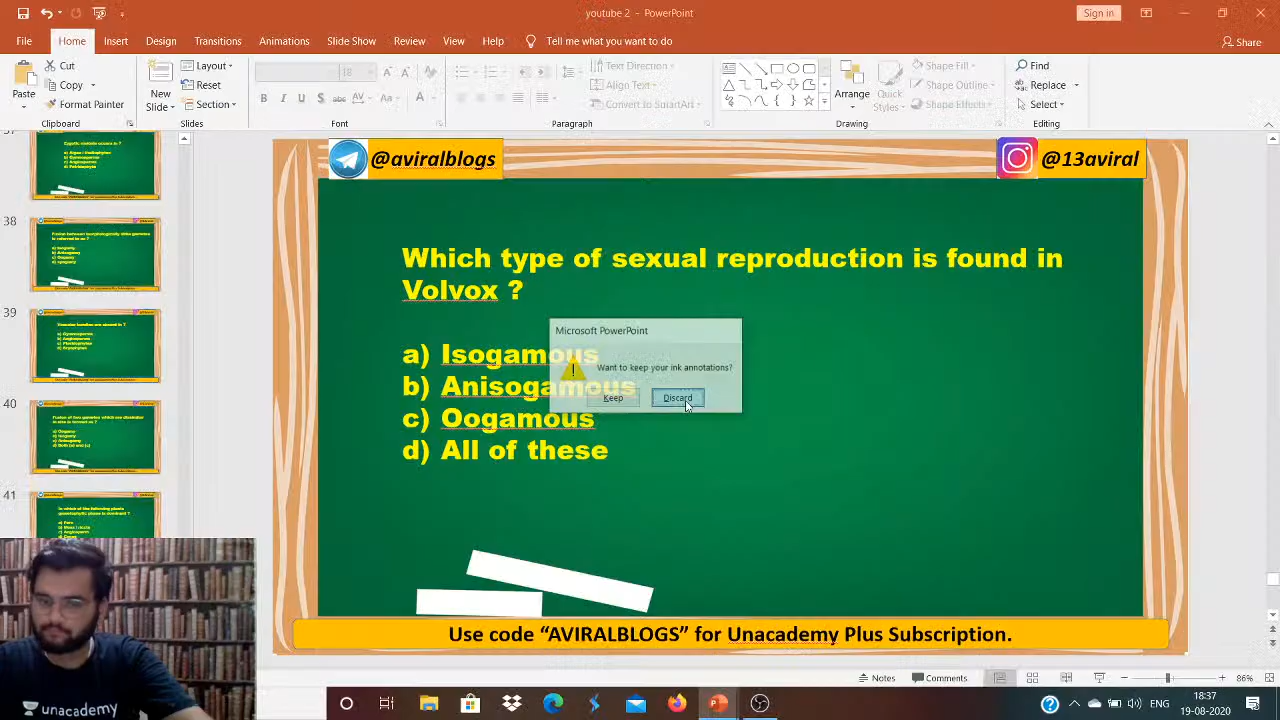 youtube 2 - PowerPoint
Sign in
File Home Insert Design Transitions Animations Slide Show Review View Help Tell me what you want to do
Share
Cut
Copy
Format Painter
Paste
Clipboard
New
Slide
Layout
Reset
Section
Slides
18
Paragraph
Text Direction
Align Text
Convert to SmartArt
Arrange
Quick
Styles
Shape Fill
Shape Outline
Shape Effects
Drawing
Find
Replace
Select
Editing
38
39
40
41
@aviralblogs
@13aviral
Which type of sexual reproduction is found in
Volvox ?
a) Isogamous
b) Anisogamous
c) Oogamous
d) All of these
Microsoft PowerPoint
Want to keep your ink annotations?
Keep
Discard
Use code “AVIRALBLOGS” for Unacademy Plus Subscription.
unacademy
Notes
Comments
86%
ENG
18:37
19-08-2020